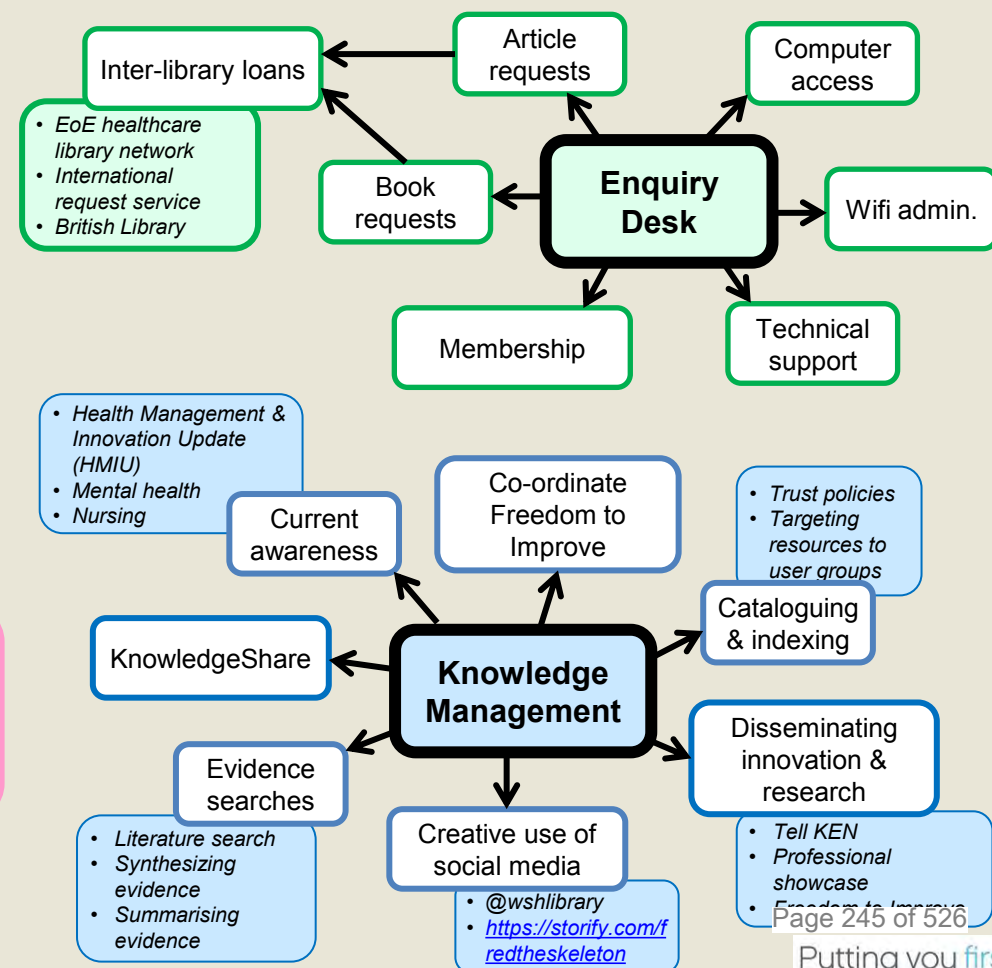 Article
requests
Computer
access
Inter-library loans
• EoE healthcare
library network
• International
request service
• British Library
Book
requests
Enquiry
Desk
Wifi admin.
Membership
Technical
support
• Health Management &
Innovation Update
(HMIU)
• Mental health
• Nursing
Current
awareness
Co-ordinate
Freedom to
Improve
• Trust policies
• Targeting
resources to
user groups
Cataloguing
& indexing
KnowledgeShare
Knowledge
Management
Disseminating
innovation &
research
Evidence
searches
• Literature search
• Synthesizing
evidence
• Summarising
evidence
Creative use of
social media
• @wshlibrary
• https://storify.com/f
redtheskeleton
• Tell KEN
• Professional
showcase
• Freedom to Improve
Page 245 of 526
Putting you first